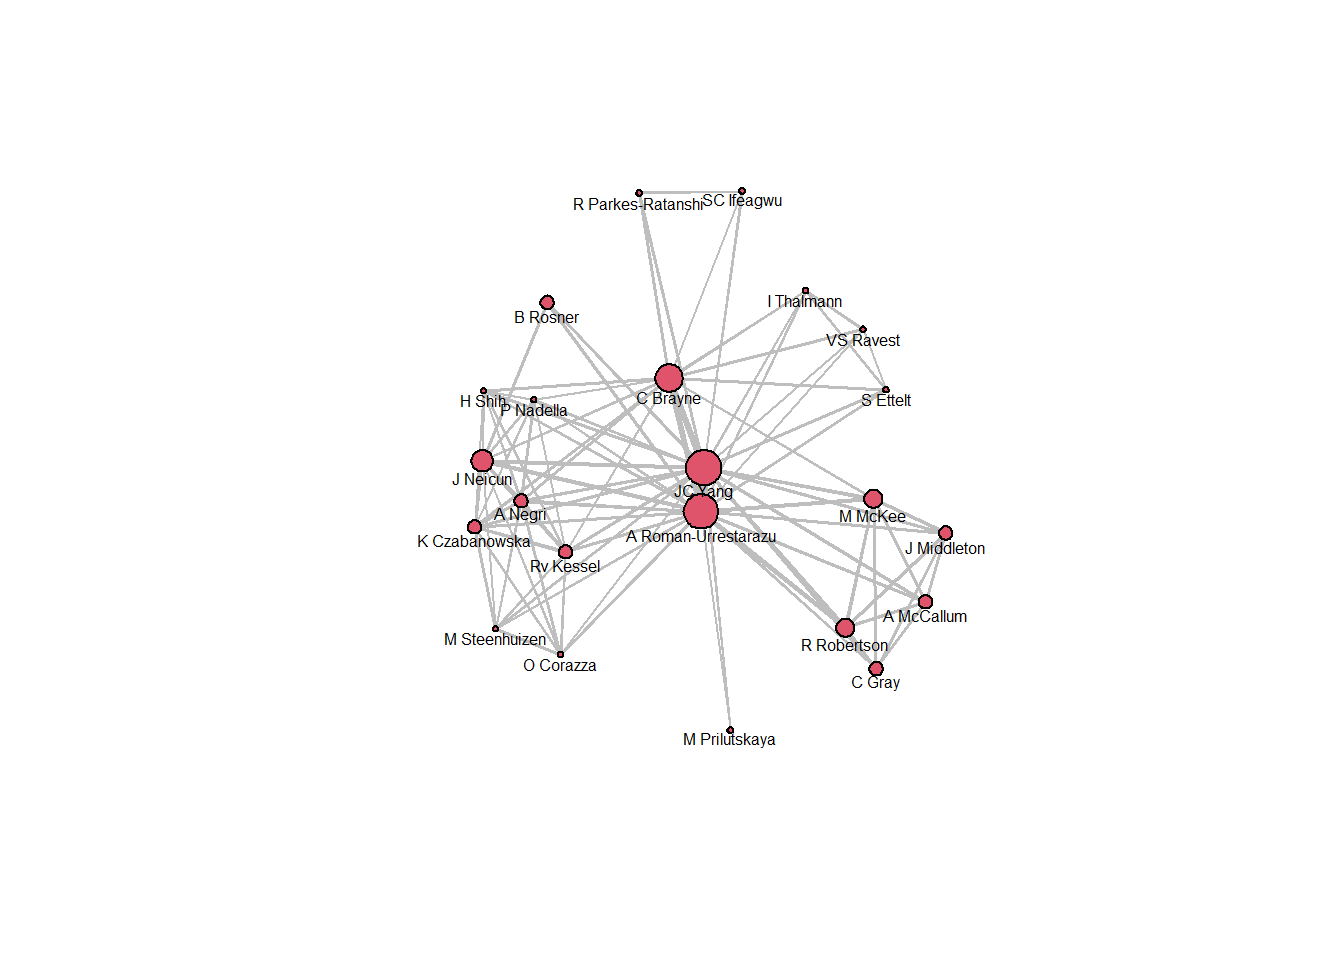 R Parkes-Ratanshi
SC Ifeagwu
I Thalmann
B Rosner
VS Ravest
C Brayne
H Shih
P Nadella
S Ettelt
J Neicun
JC Yang
A Negri
M McKee
A Roman-Urrestarazu
K Czabanowska
J Middleton
Rv Kessel
A McCallum
M Steenhuizen
R Robertson
O Corazza
C Gray
M Prilutskaya